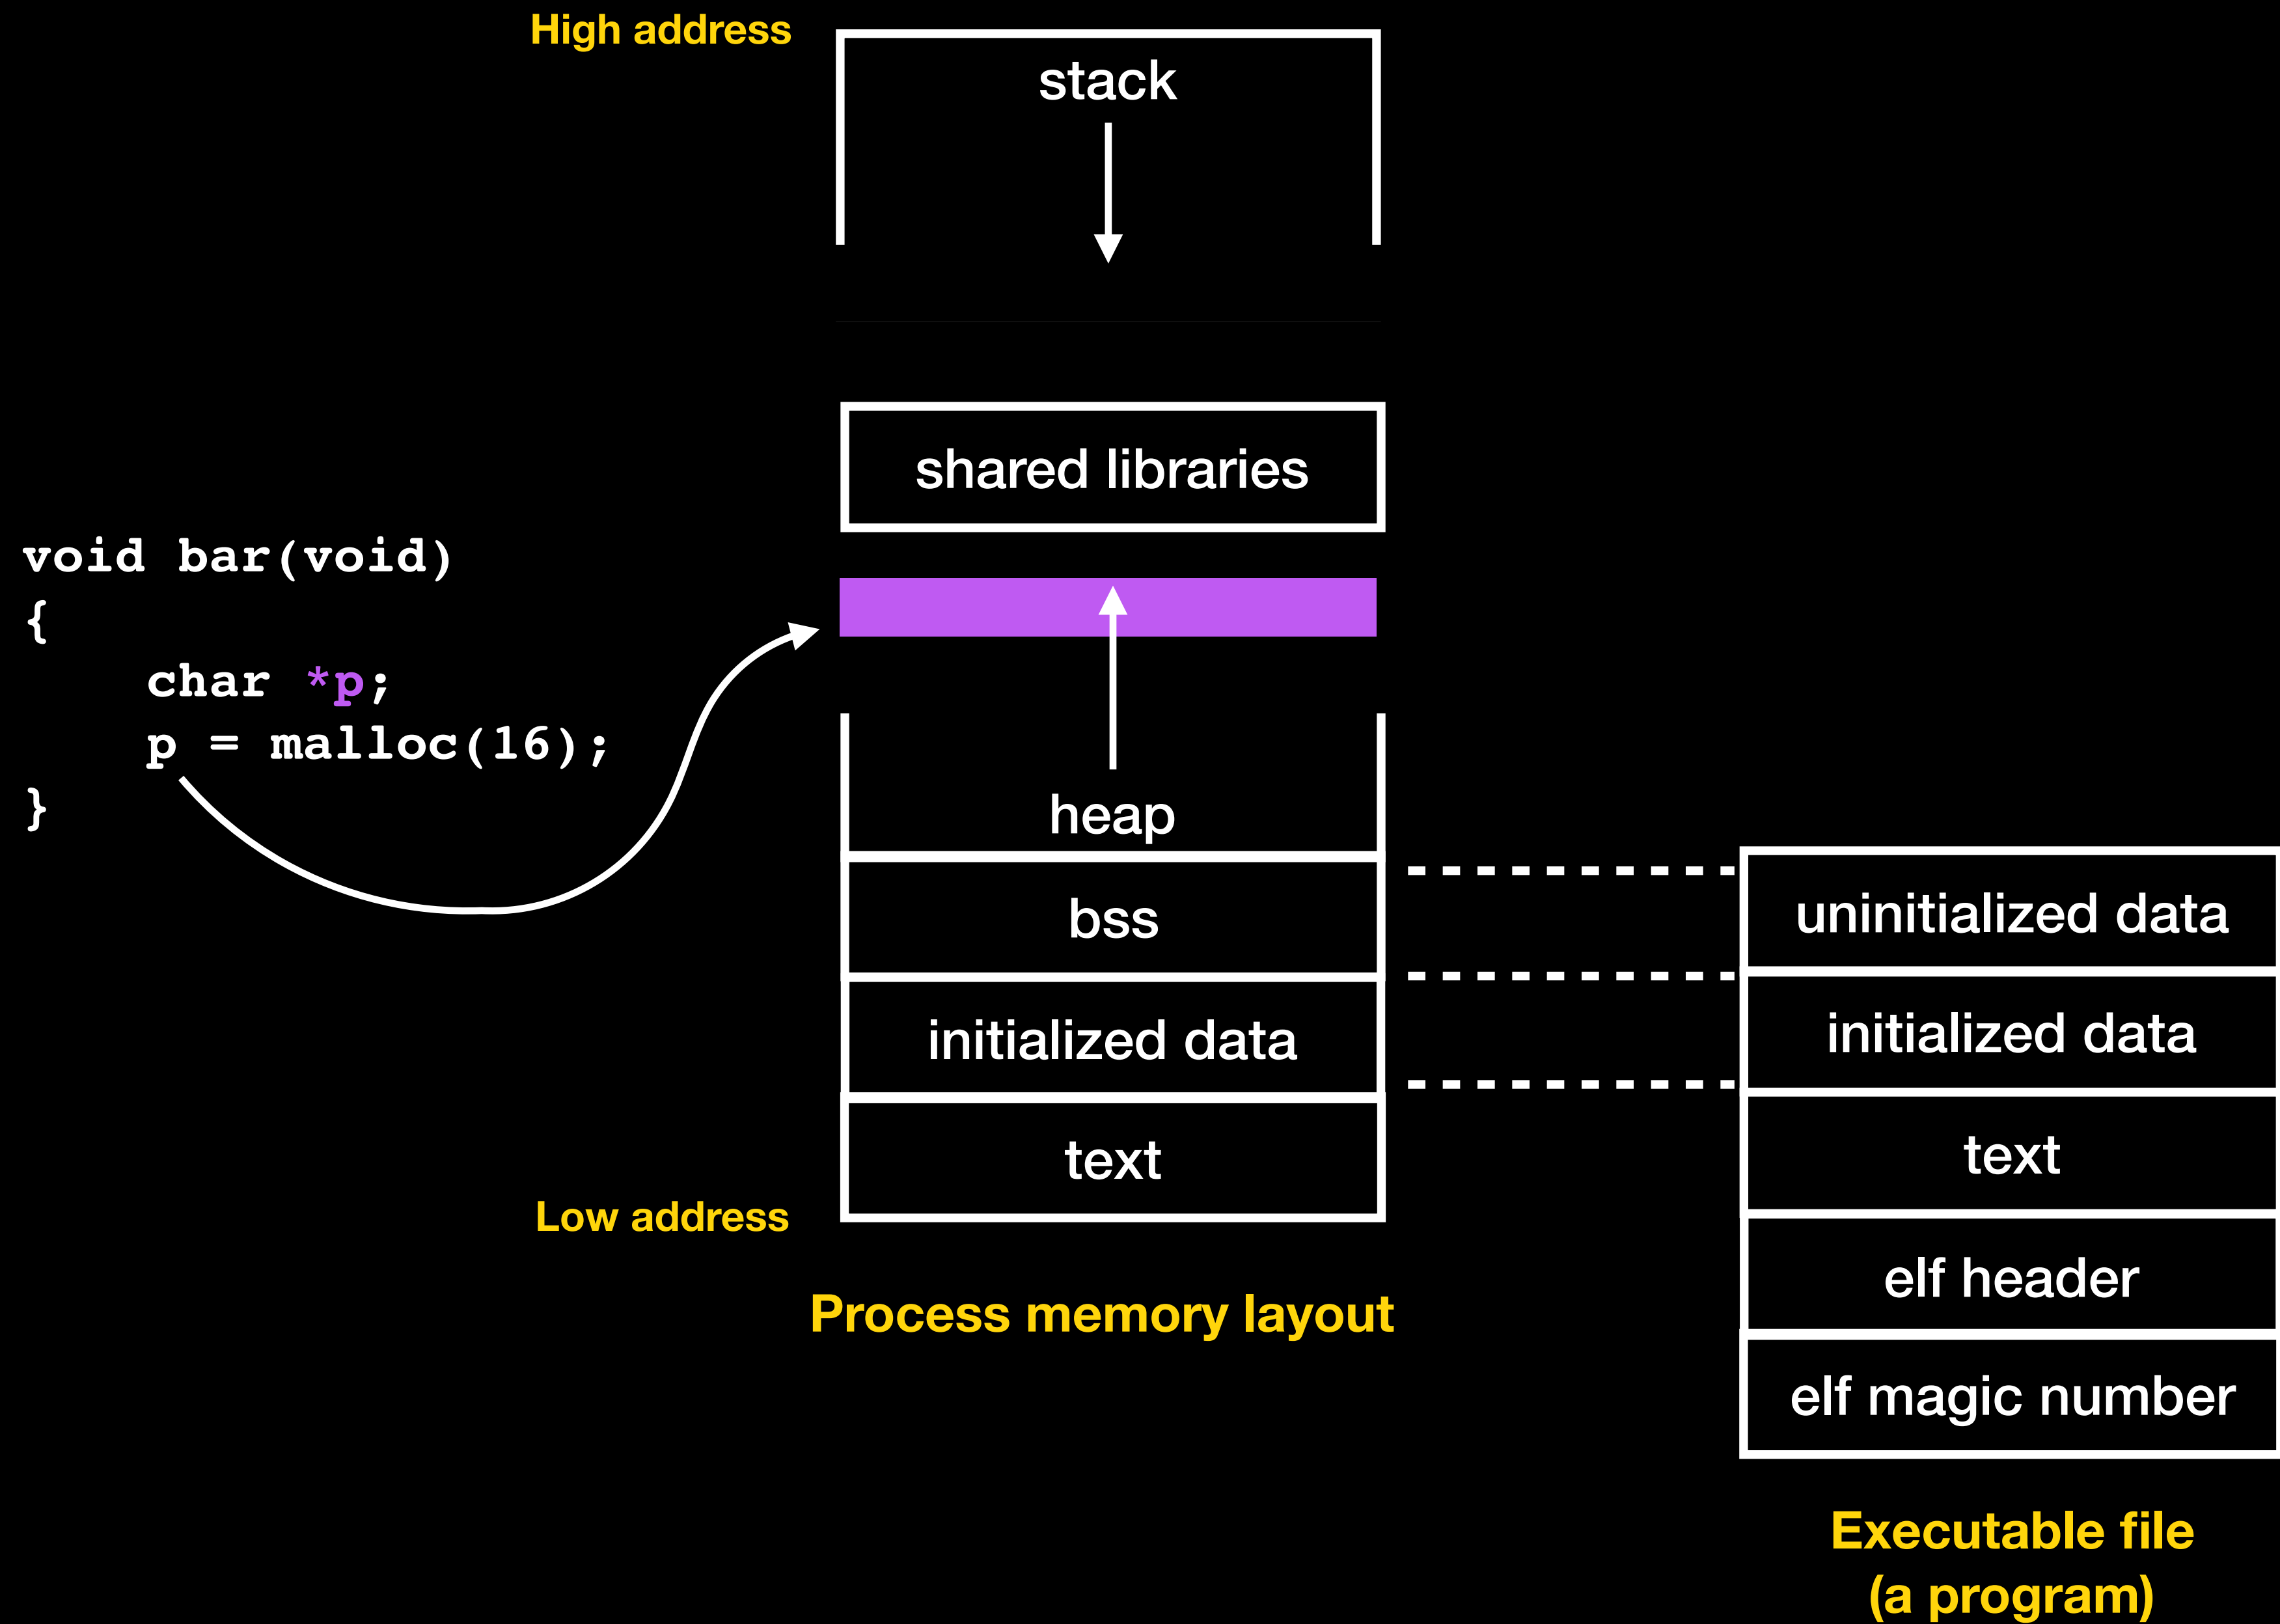 High address
stack
shared libraries
void bar(void)
{
char *p;
p = malloc(16);
}
heap
bss
initialized data
text
Low address
Process memory layout
uninitialized data
initialized data
text
elf header
elf magic number
Executable file
(a program)